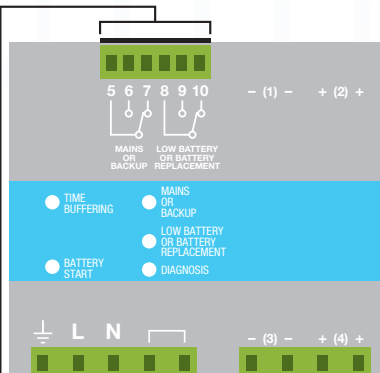 5 6 7 8 9 10
– (1) – + (2) +
MAINS
OR
BACKUP
LOW BATTERY
OR BATTERY
REPLACEMENT
TIME
BUFFERING
MAINS
OR
BACKUP
LOW BATTERY
OR BATTERY
REPLACEMENT
BATTERY
START
DIAGNOSIS
L N
– (3) – + (4) +